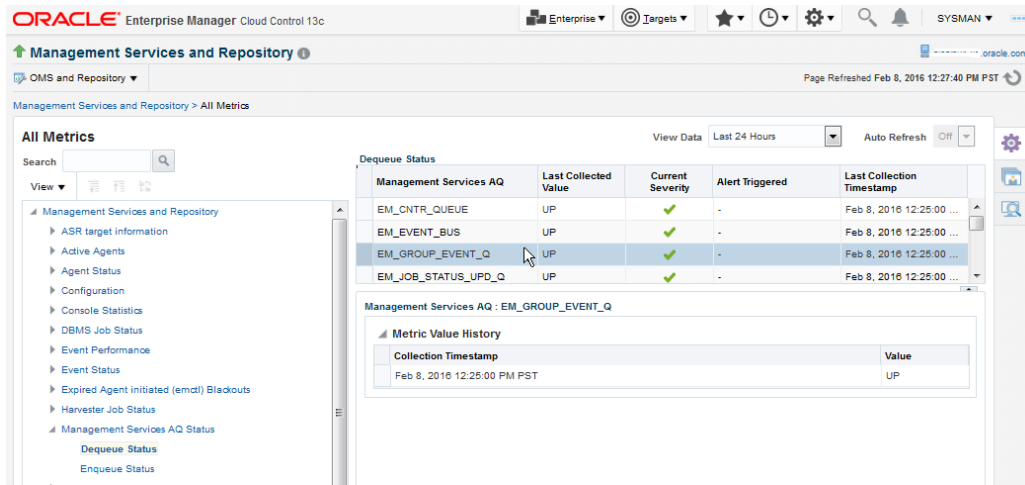 ORACLE Enterprise Manager Cloud Control 13c
Enterprise Targets SYSMAN
Management Services and Repository
.oracle.com
OMS and Repository
Page Refreshed Feb 8, 2016 12:27:40 PM PST
Management Services and Repository > All Metrics
All Metrics
View Data Last 24 Hours Auto Refresh Off
Search
View
Management Services and Repository
ASR target information
Active Agents
Agent Status
Configuration
Console Statistics
DBMS Job Status
Event Performance
Event Status
Expired Agent initiated (emctl) Blackouts
Harvester Job Status
Management Services AQ Status
Dequeue Status
Enqueue Status
Dequeue Status
Management Services AQ Last Collected Value Current Severity Alert Triggered Last Collection Timestamp
EM_CNTR_QUEUE UP - Feb 8, 2016 12:25:00 ...
EM_EVENT_BUS UP - Feb 8, 2016 12:25:00 ...
EM_GROUP_EVENT_Q UP - Feb 8, 2016 12:25:00 ...
EM_JOB_STATUS_UPD_Q UP - Feb 8, 2016 12:25:00 ...
Management Services AQ : EM_GROUP_EVENT_Q
Metric Value History
Collection Timestamp Value
Feb 8, 2016 12:25:00 PM PST UP